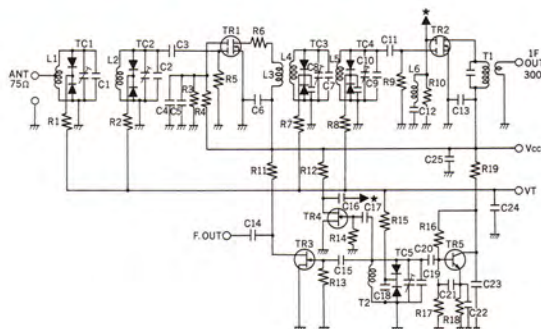 TR1 R6 TC3 TC4 C11 ★ TR2
L1 TC1 L2 TC2 C3 L4 C8 L5 C10 T1 1F
ANT C1 C2 R5 L3 C7 C9 L6 R10 OUT
75Ω R3 R9 300
C4 C5 R4 C6 C12 C13
R1 R2 R7 R8
Vcc
R11 R12 C25 R19
VT
C16 ★
C17 R15 C24
TR4 R16
C14 R14 TC5 C20 TR5
F.OUT TR3 C15 C19
R13 C18 C21 C23
T2 R17 R18 C22